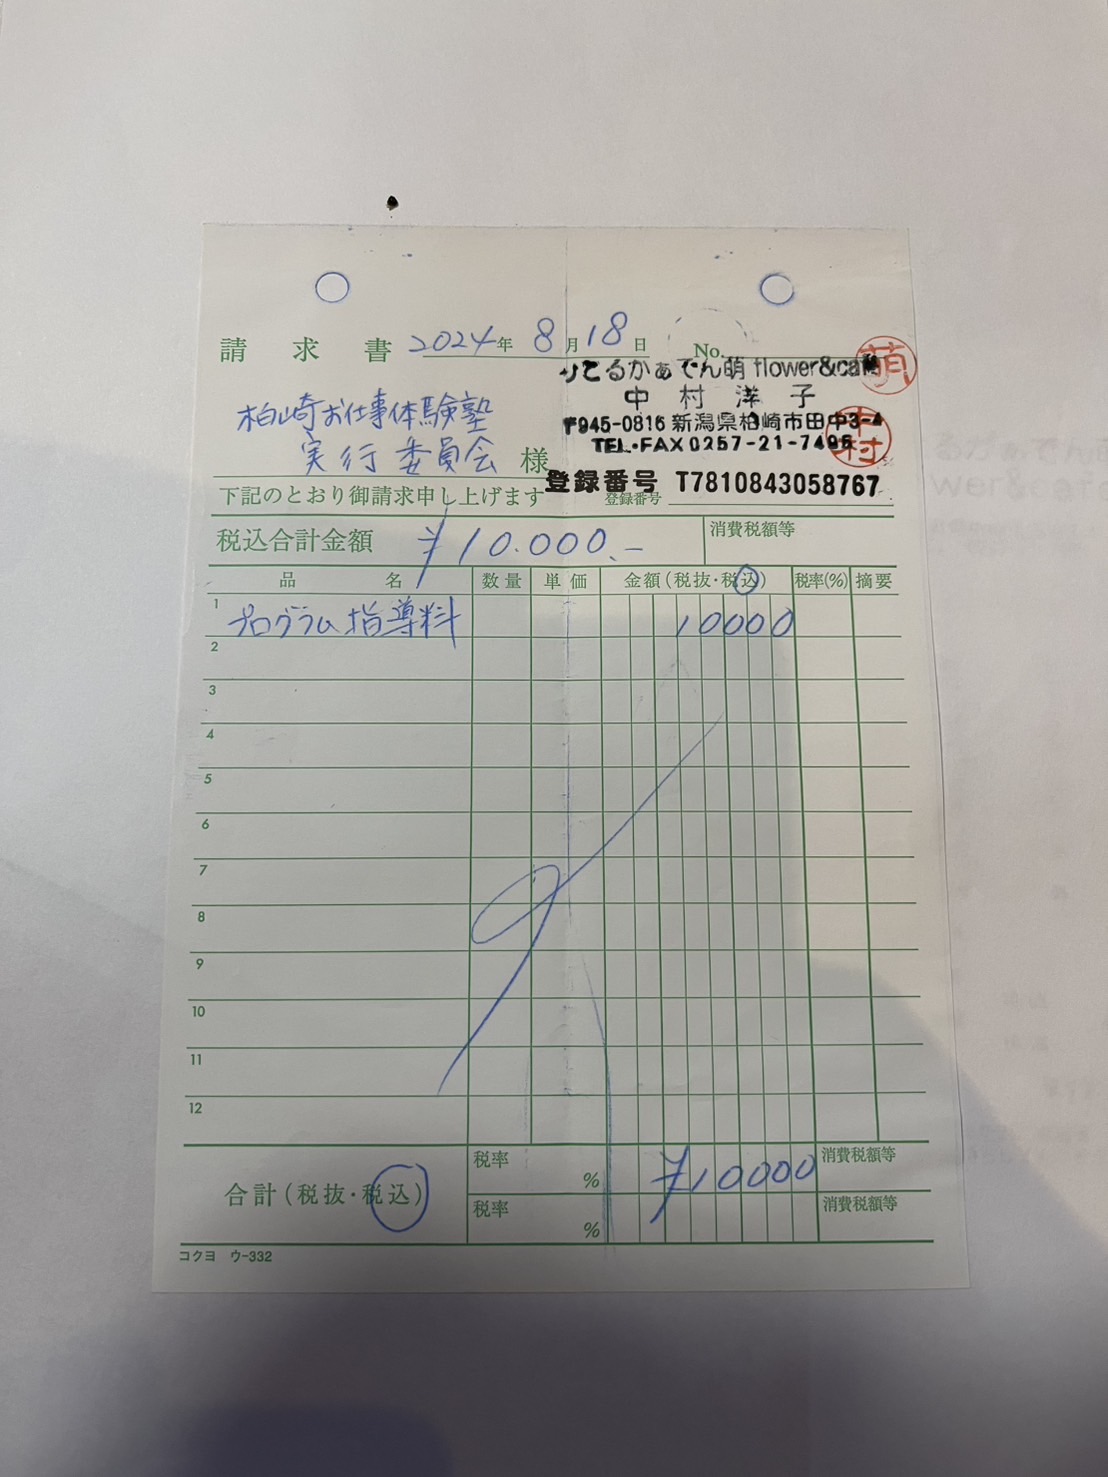 請求書 2024年 8月18日 No.
りとるかぁでん萌 flower&cafe
萌
中村洋子
〒945-0816 新潟県柏崎市田中3-4
TEL・FAX 0257-21-7495
中村
柏崎お仕事体験塾
実行委員会 様
登録番号 T7810843058767
下記のとおり御請求申し上げます 登録番号
税込合計金額 ¥10.000.- 消費税額等
品名 数量 単価 金額(税抜・税込) 税率(%) 摘要
1 プログラム指導料 10000
2
3
4
5
6
7
8
9
10
11
12
合計(税抜・税込) 税率 % ¥10000 消費税額等
税率 % 消費税額等
コクヨ ウ-332